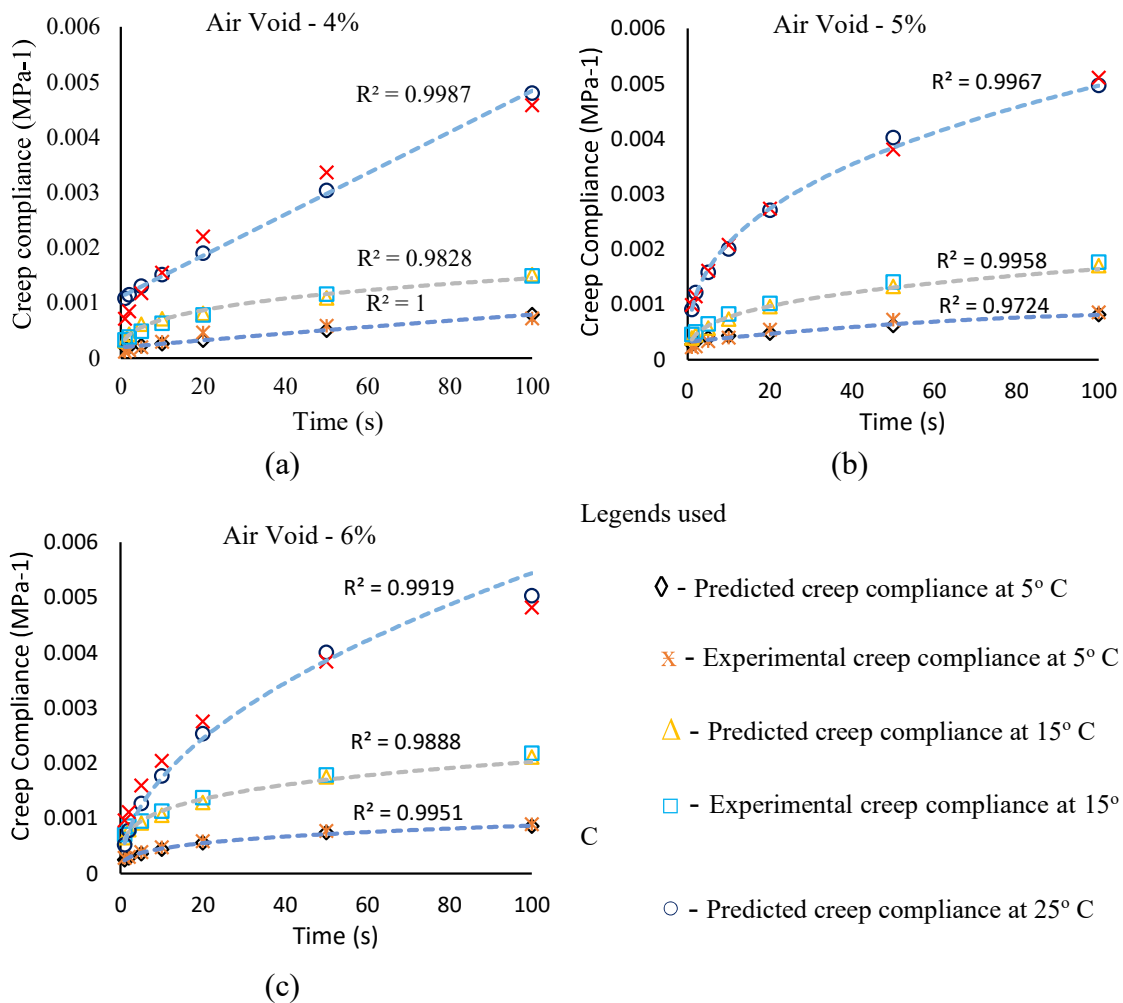 Air Void - 4%
Creep compliance (MPa-1)
0.006
0.005
0.004
0.003
0.002
0.001
0
R² = 0.9987
R² = 0.9828
R² = 1
0 20 40 60 80 100
Time (s)
(a)
Air Void - 5%
Creep Compliance (MPa-1)
0.006
0.005
0.004
0.003
0.002
0.001
0
R² = 0.9967
R² = 0.9958
R² = 0.9724
0 20 40 60 80 100
Time (s)
(b)
Air Void - 6%
Creep Compliance (MPa-1)
0.006
0.005
0.004
0.003
0.002
0.001
0
R² = 0.9919
R² = 0.9888
R² = 0.9951
0 20 40 60 80 100
Time (s)
(c)
Legends used
- Predicted creep compliance at 5° C
- Experimental creep compliance at 5° C
- Predicted creep compliance at 15° C
- Experimental creep compliance at 15°
C
- Predicted creep compliance at 25° C